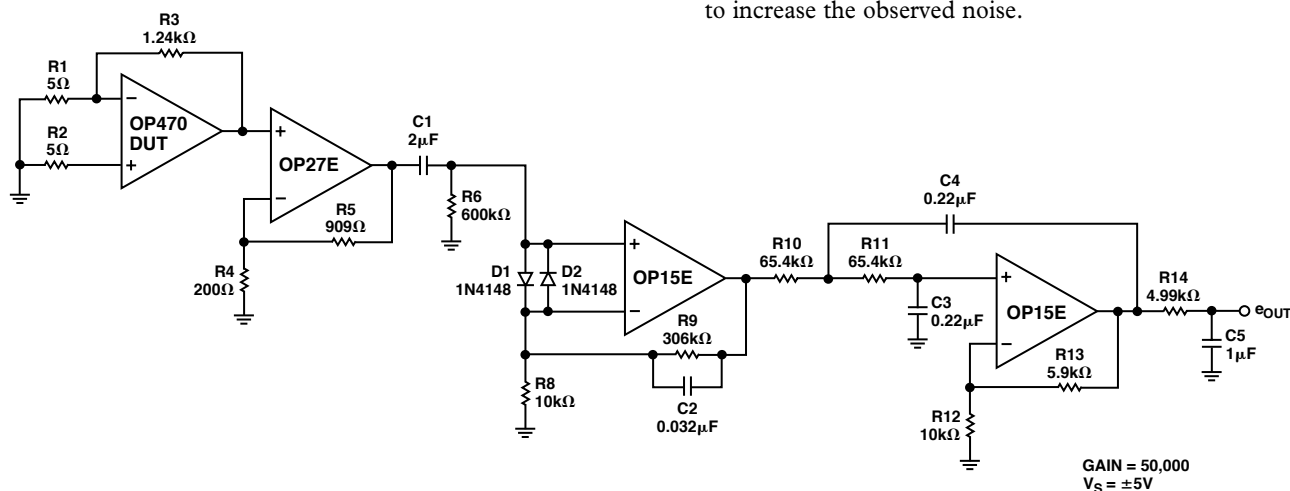 to increase the observed noise.
R3
1.24kΩ
R1
5Ω
R2
5Ω
−
+
OP470
DUT
+
−
OP27E
R5
909Ω
R4
200Ω
C1
2μF
R6
600kΩ
D1
1N4148
D2
1N4148
+
−
OP15E
R9
306kΩ
C2
0.032μF
R8
10kΩ
R10
65.4kΩ
R11
65.4kΩ
C4
0.22μF
C3
0.22μF
+
−
OP15E
R13
5.9kΩ
R12
10kΩ
R14
4.99kΩ
eOUT
C5
1μF
GAIN = 50,000
VS = ±5V